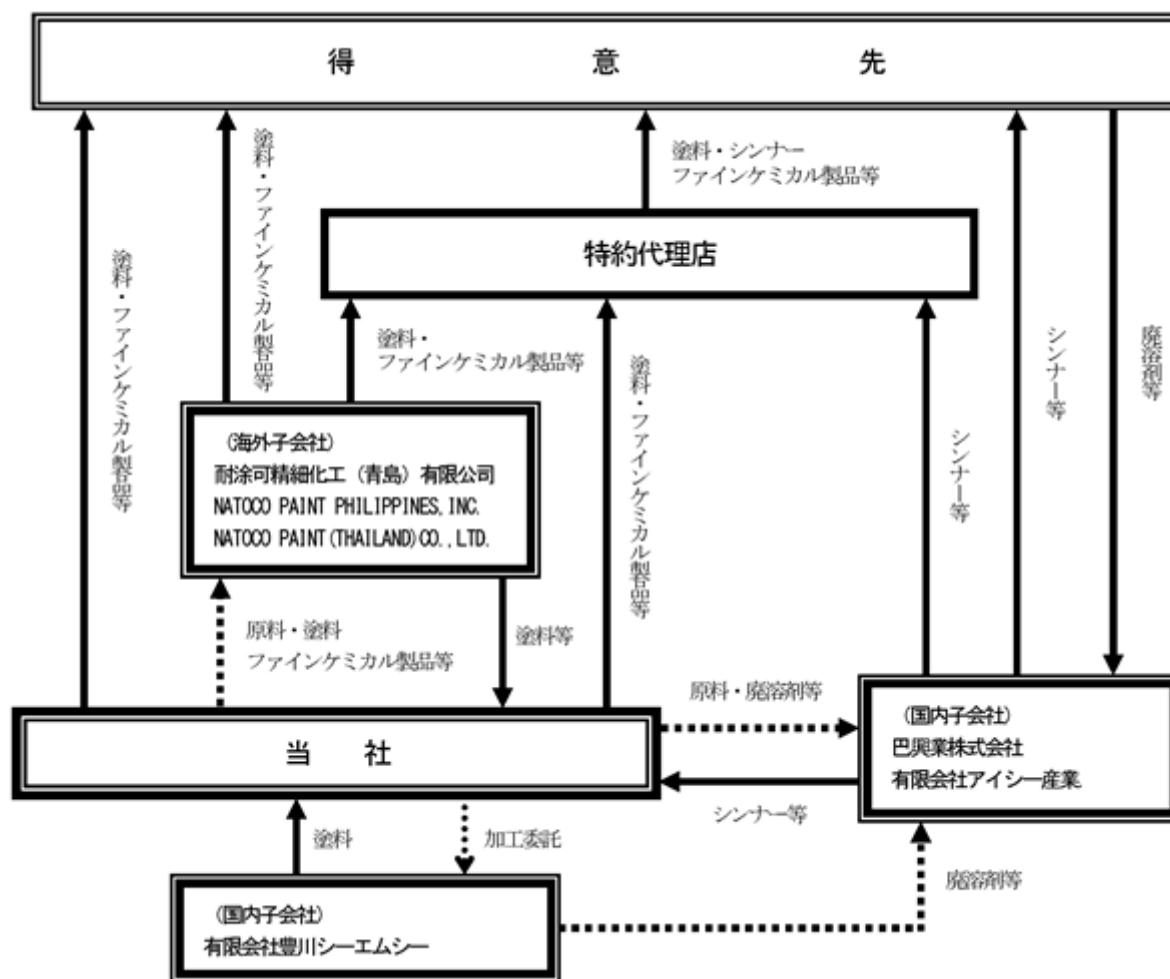 得意先
塗料・ファインケミカル製品等
塗料・ファインケミカル製品等
塗料・シンナー
ファインケミカル製品等
特約代理店
塗料・
ファインケミカル製品等
塗料・ファインケミカル製品等
シンナー等
シンナー等
廃溶剤等
(海外子会社)
耐涂可精細化工(青島)有限公司
NATOCO PAINT PHILIPPINES, INC.
NATOCO PAINT(THAILAND)CO.,LTD.
原料・塗料
ファインケミカル製品等
塗料等
原料・廃溶剤等
(国内子会社)
巴興業株式会社
有限会社アイシー産業
当社
シンナー等
塗料
加工委託
廃溶剤等
(国内子会社)
有限会社豊川シーエムシー